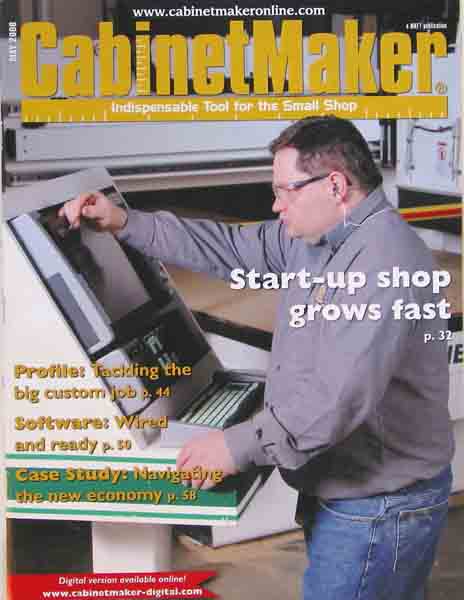 www.cabinetmakeronline.com
MAY 2008
CabinetMaker®
Indispensable Tool for the Small Shop
Start-up shop
grows fast
p. 32
Profile: Tackling the
big custom job p. 44
Software: Wired
and ready p. 50
Case Study: Navigating
the new economy p. 58
Digital version available online!
www.cabinetmaker-digital.com